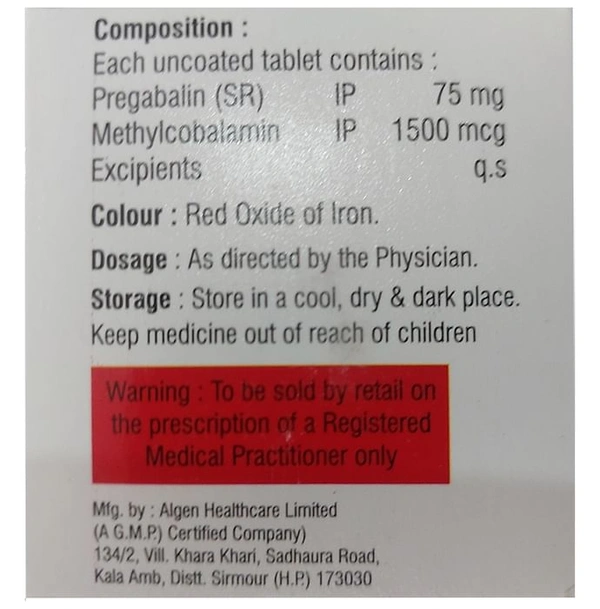 Composition :
Each uncoated tablet contains :
Pregabalin (SR) IP 75 mg
Methylcobalamin IP 1500 mcg
Excipients q.s
Colour : Red Oxide of Iron.
Dosage : As directed by the Physician.
Storage : Store in a cool, dry & dark place.
Keep medicine out of reach of children
Warning : To be sold by retail on
the prescription of a Registered
Medical Practitioner only
Mfg. by : Algen Healthcare Limited
(A G.M.P.) Certified Company)
134/2, Vill. Khara Khari, Sadhaura Road,
Kala Amb, Distt. Sirmour (H.P.) 173030